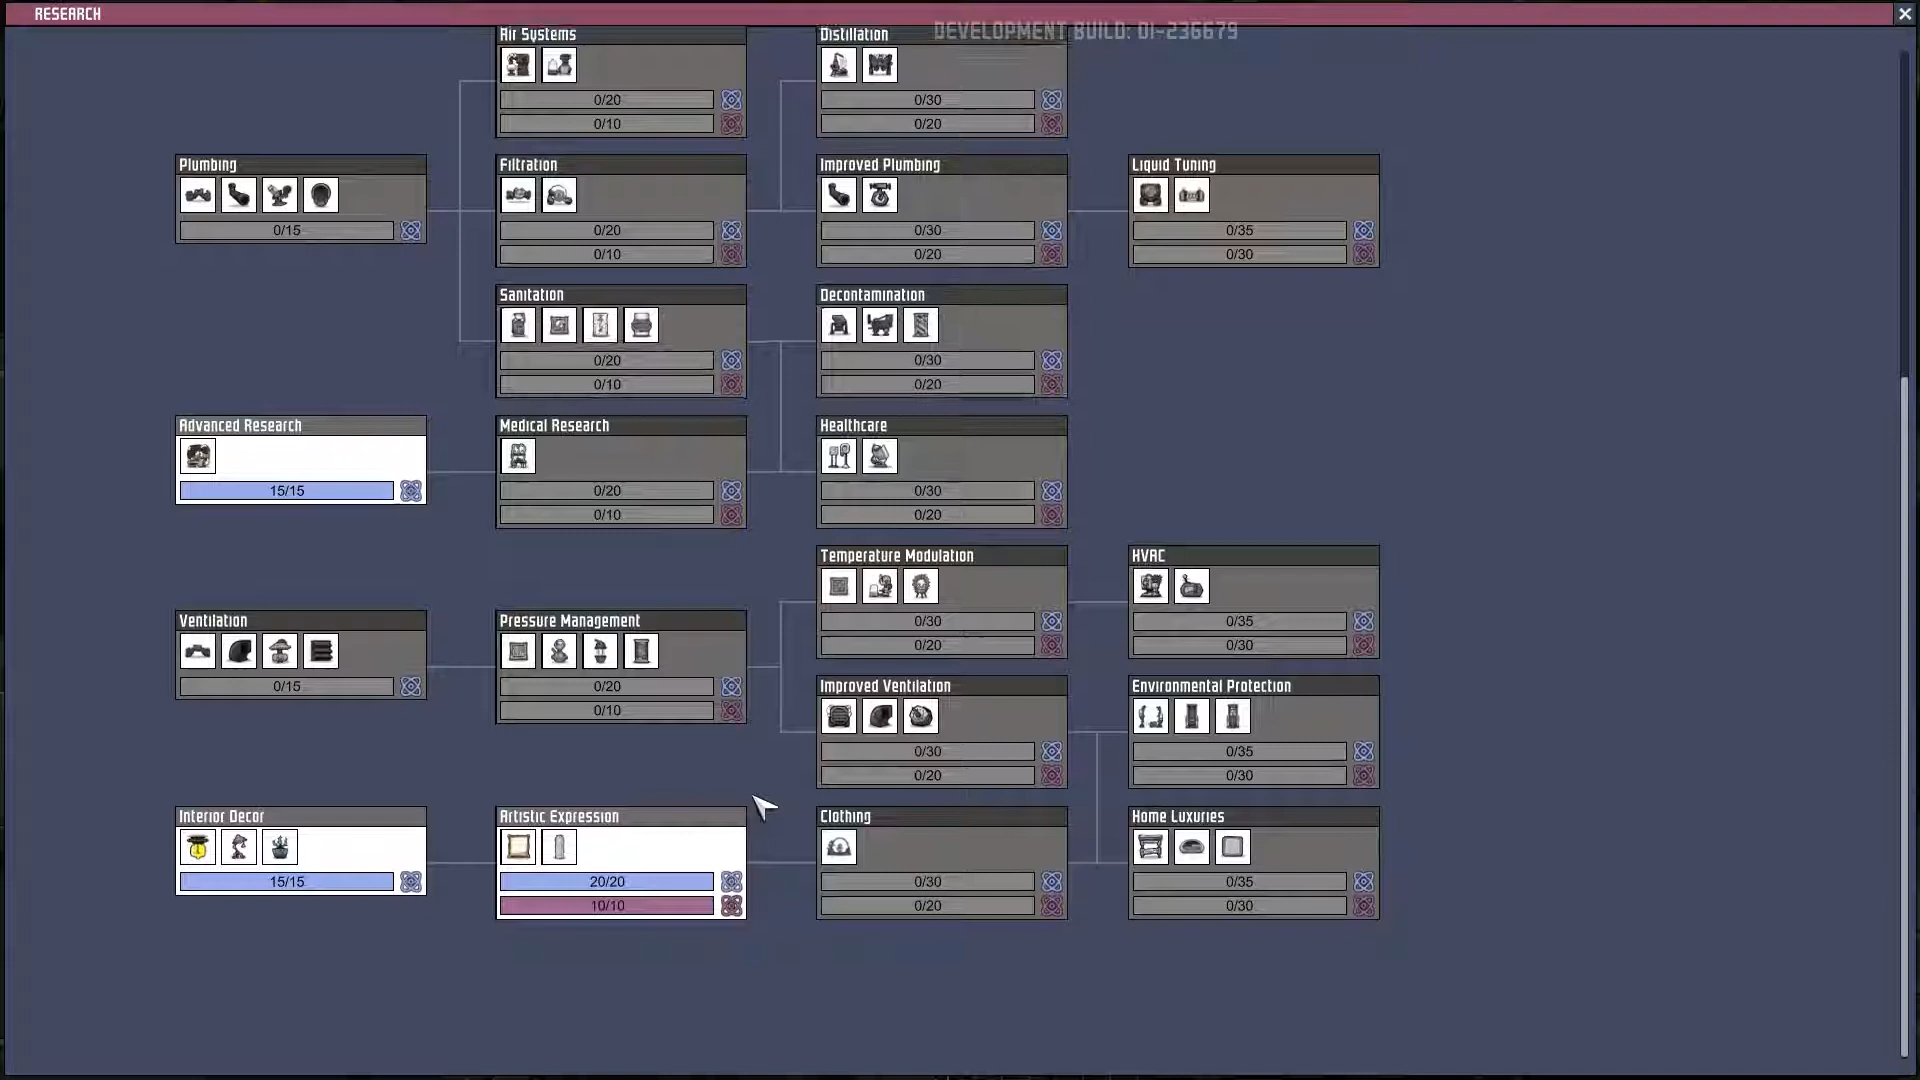 RESEARCH
DEVELOPMENT BUILD: 01-236679
Air Systems
0/20
0/10
Distillation
0/30
0/20
Plumbing
0/15
Filtration
0/20
0/10
Improved Plumbing
0/30
0/20
Liquid Tuning
0/35
0/30
Sanitation
0/20
0/10
Decontamination
0/30
0/20
Advanced Research
15/15
Medical Research
0/20
0/10
Healthcare
0/30
0/20
Temperature Modulation
0/30
0/20
HVAC
0/35
0/30
Ventilation
0/15
Pressure Management
0/20
0/10
Improved Ventilation
0/30
0/20
Environmental Protection
0/35
0/30
Interior Decor
15/15
Artistic Expression
20/20
10/10
Clothing
0/30
0/20
Home Luxuries
0/35
0/30